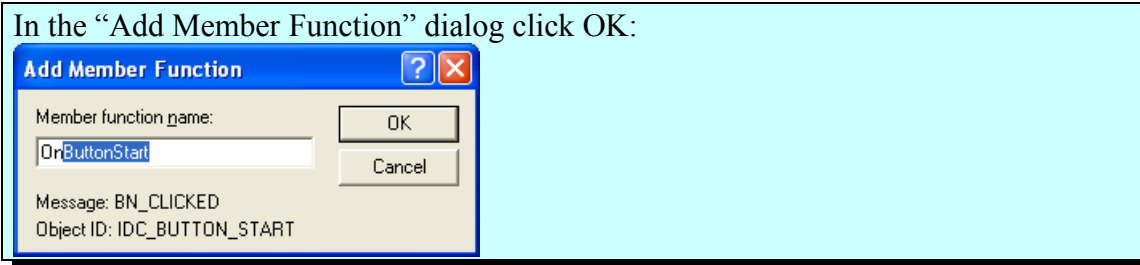 In the “Add Member Function” dialog click OK:
Add Member Function
?
Member function name:
OK
OnButtonStart
Cancel
Message: BN_CLICKED
Object ID: IDC_BUTTON_START